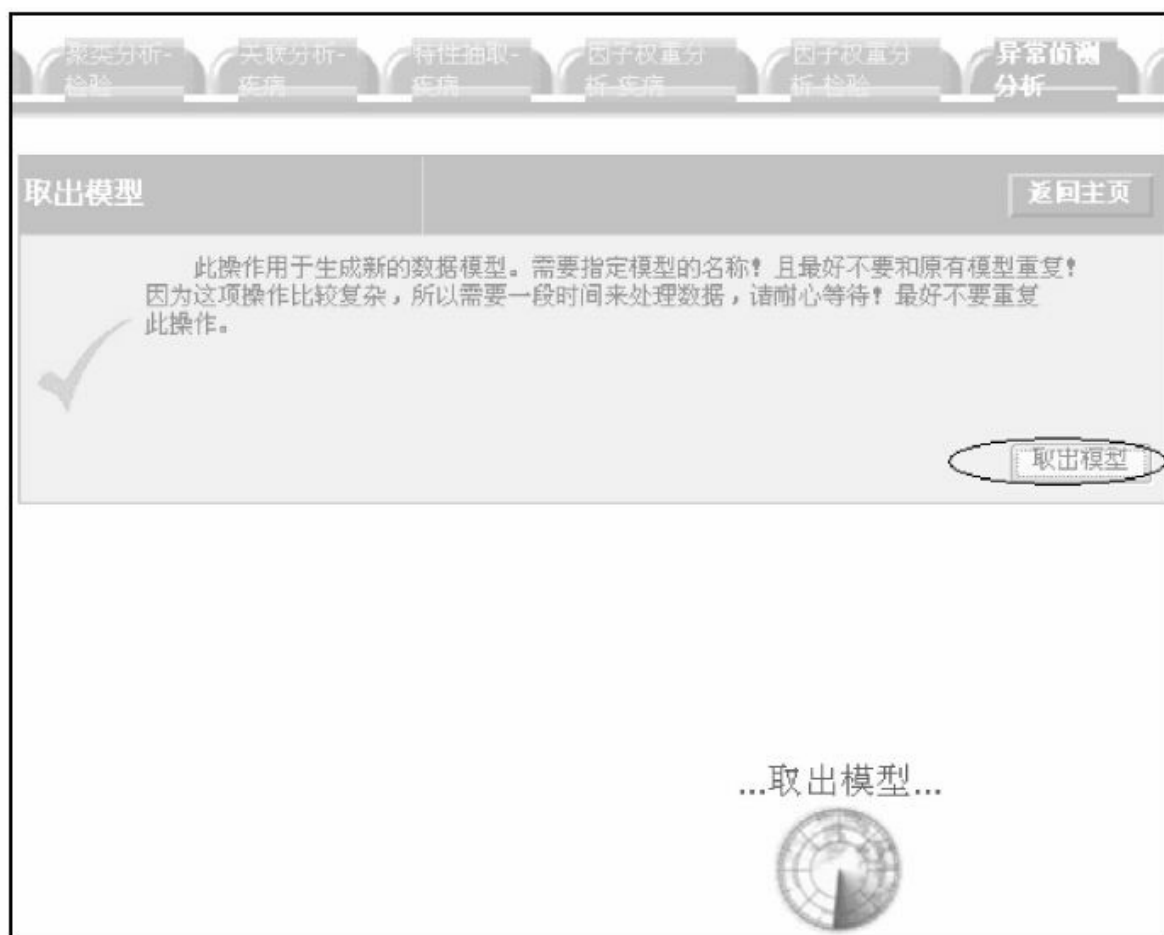 聚类分析-
检验
关联分析-
疾病
特性抽取-
疾病
因子权重分
析-疾病
因子权重分
析-检验
异常侦测
分析
取出模型
返回主页
此操作用于生成新的数据模型。需要指定模型的名称！且最好不要和原有模型重复！
因为这项操作比较复杂，所以需要一段时间来处理数据，请耐心等待！最好不要重复
此操作。
取出模型
...取出模型...